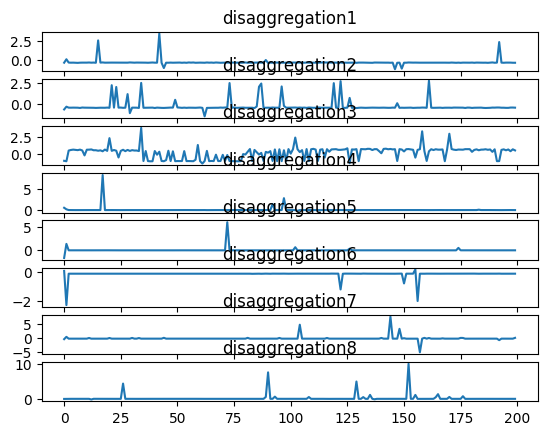 disaggregation1
2.5
0.0
disaggregation2
2.5
0.0
disaggregation3
2.5
0.0
disaggregation4
5
0
disaggregation5
5
0
disaggregation6
0
−2
disaggregation7
5
0
−5
disaggregation8
10
0
0 25 50 75 100 125 150 175 200